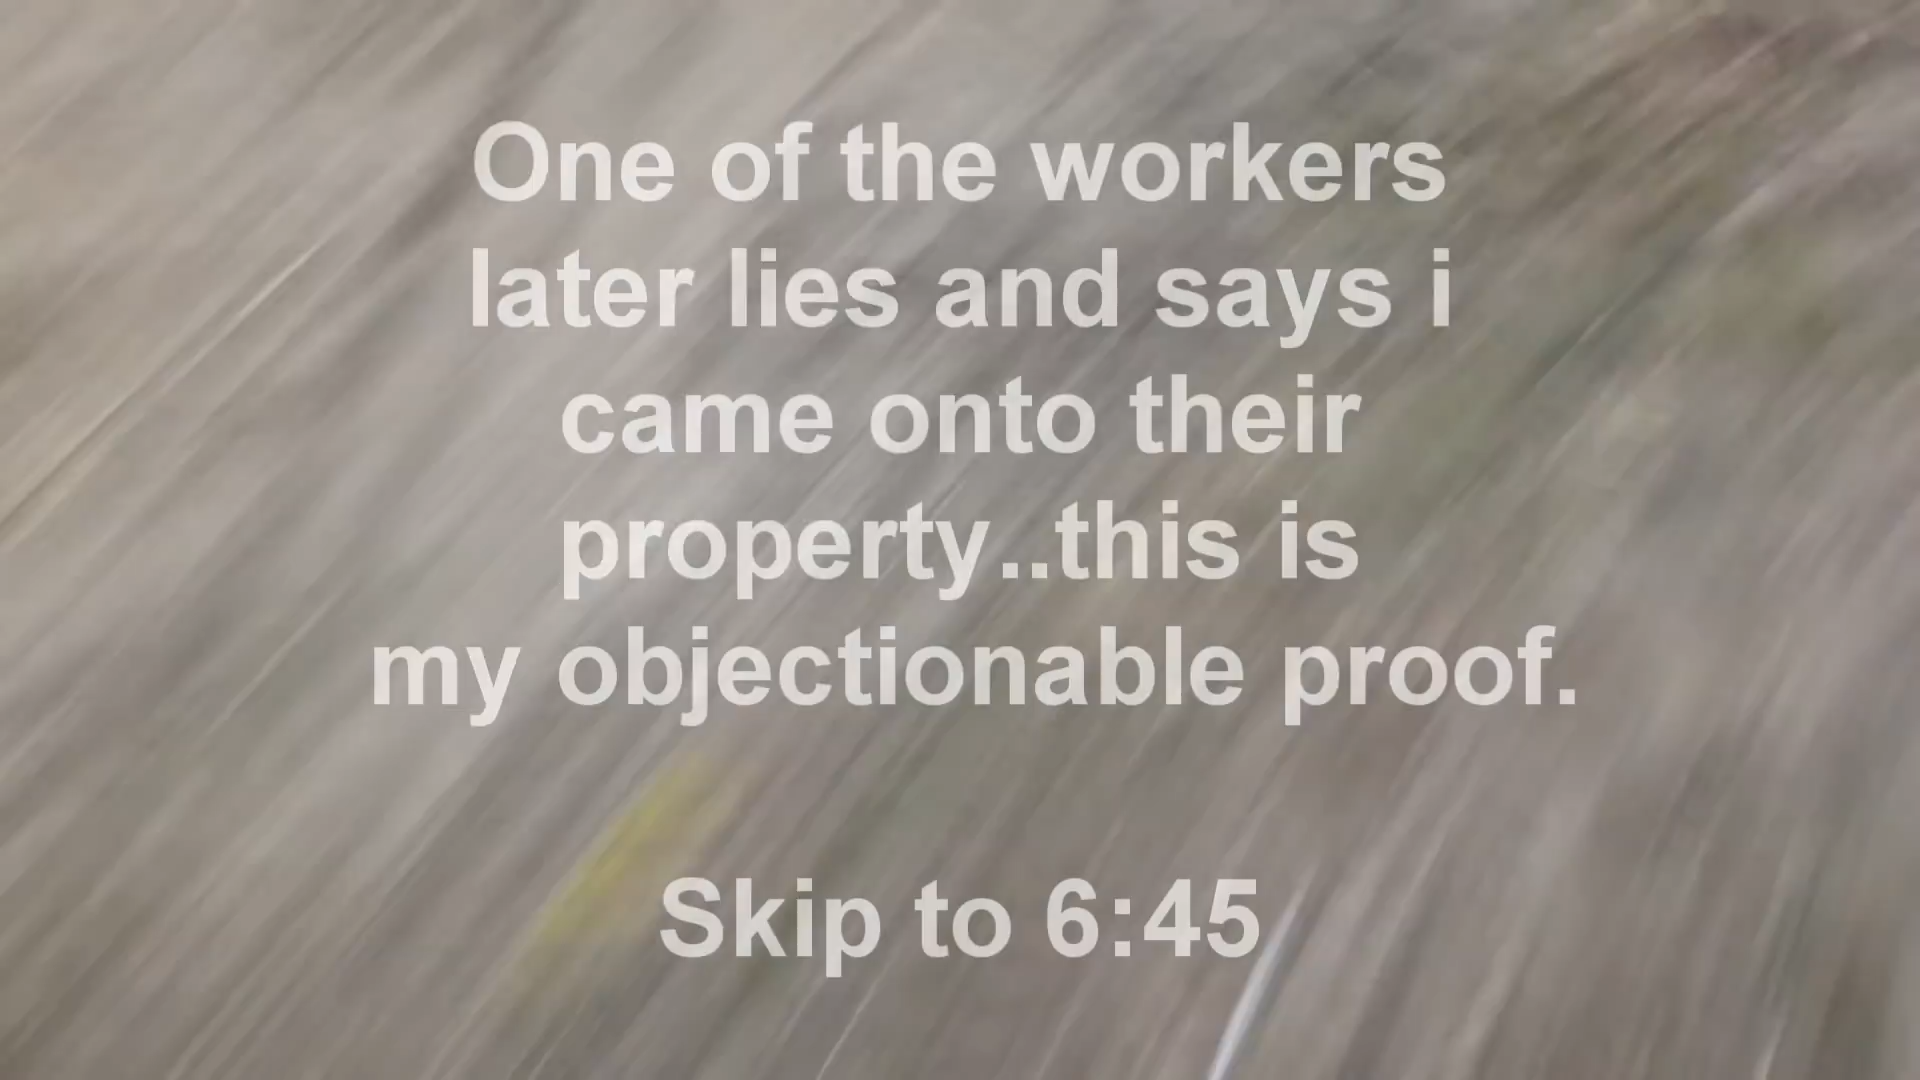 One of the workers
later lies and says i
came onto their
property..this is
my objectionable proof.
Skip to 6:45